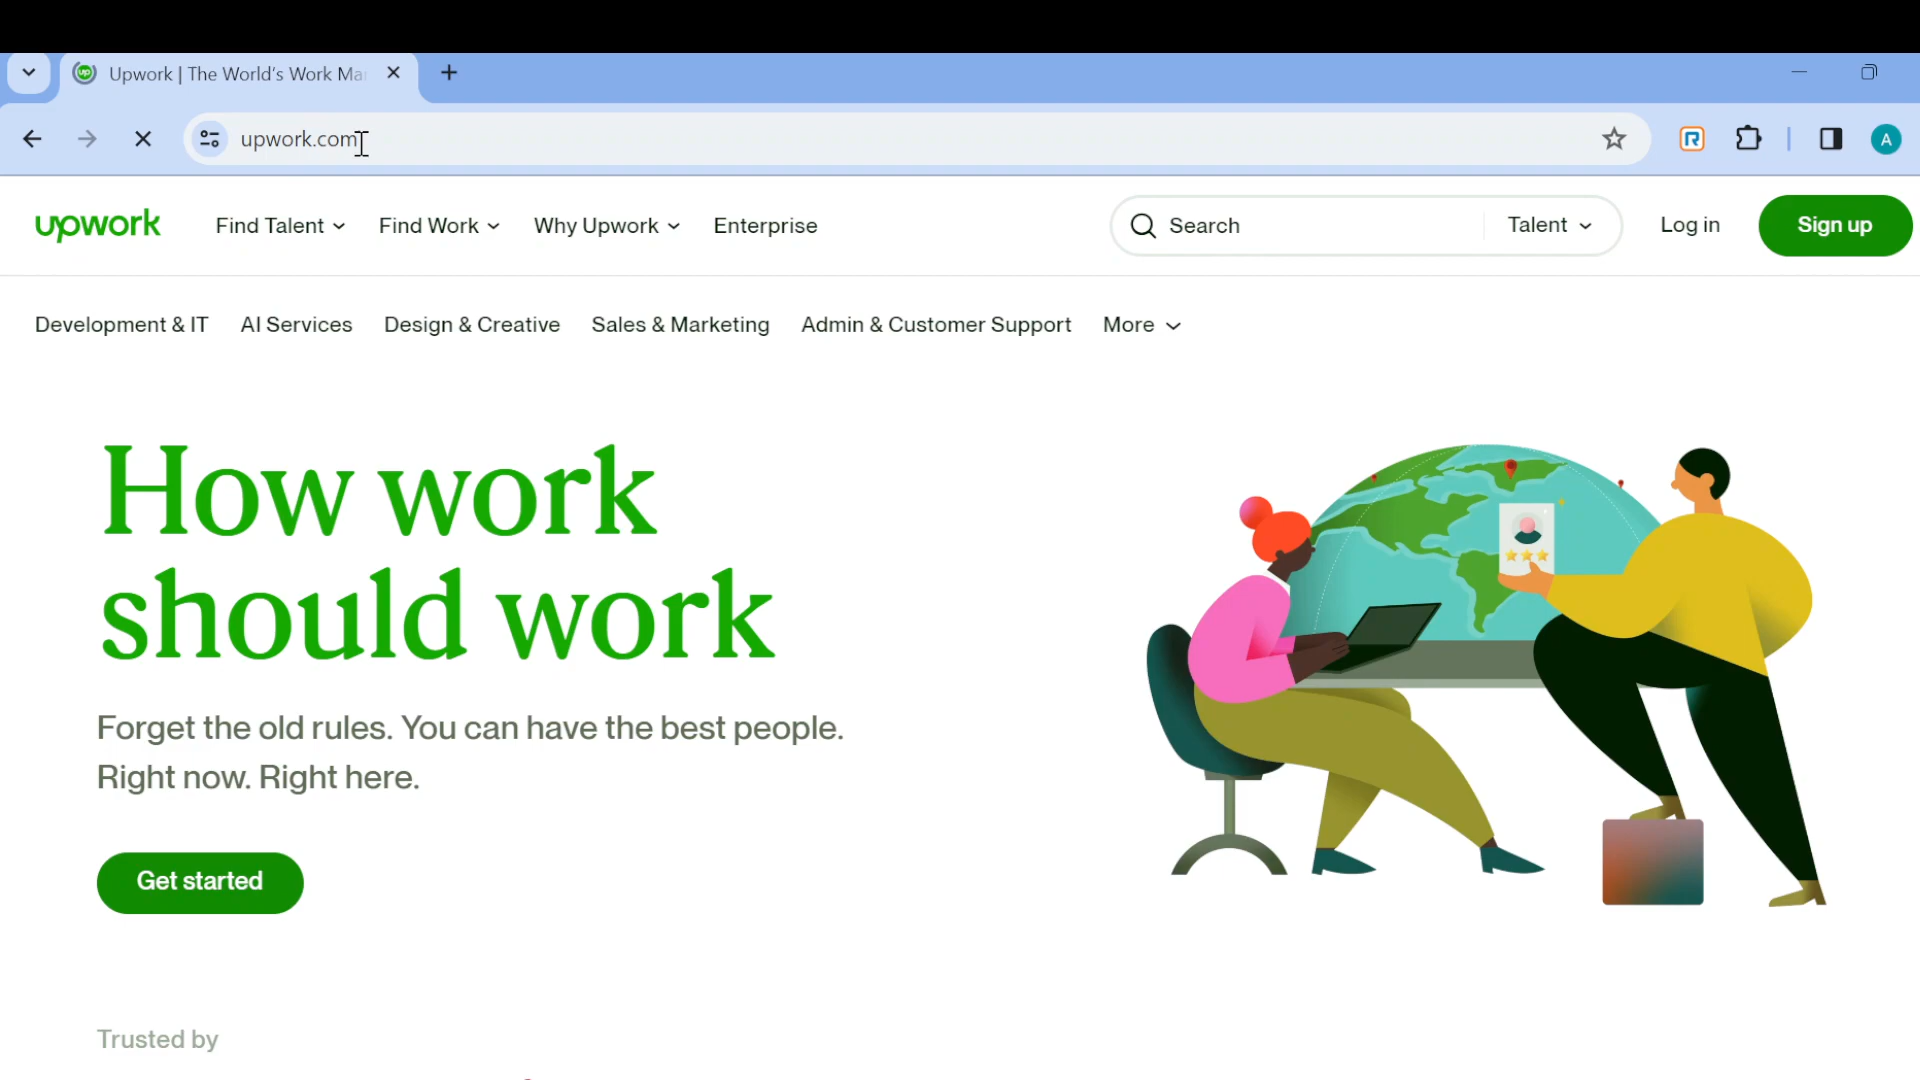 Upwork | The World's Work Ma
upwork.com
upwork
Find Talent
Find Work
Why Upwork
Enterprise
Search
Talent
Log in
Sign up
Development & IT
AI Services
Design & Creative
Sales & Marketing
Admin & Customer Support
More
How work
should work
Forget the old rules. You can have the best people.
Right now. Right here.
Get started
Trusted by
A